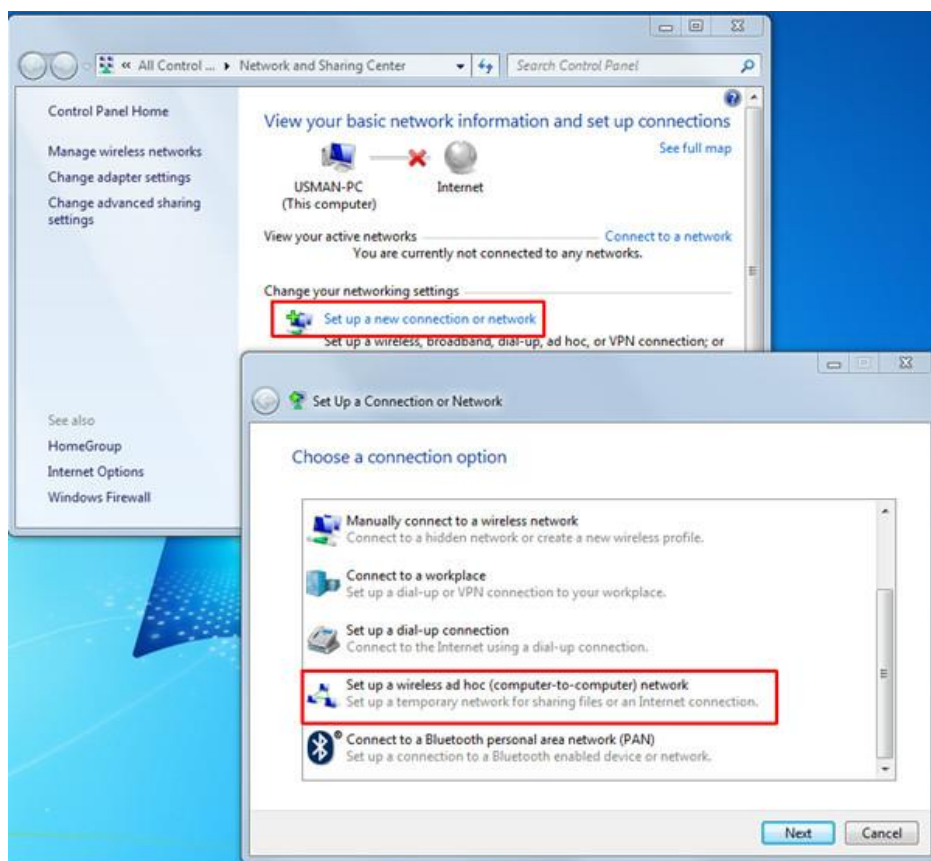 « All Control ... ▸ Network and Sharing Center
Search Control Panel
Control Panel Home
Manage wireless networks
Change adapter settings
Change advanced sharing
settings
See also
HomeGroup
Internet Options
Windows Firewall
View your basic network information and set up connections
See full map
USMAN-PC
(This computer)
Internet
View your active networks
Connect to a network
You are currently not connected to any networks.
Change your networking settings
Set up a new connection or network
Set up a wireless, broadband, dial-up, ad hoc, or VPN connection; or
Set Up a Connection or Network
Choose a connection option
Manually connect to a wireless network
Connect to a hidden network or create a new wireless profile.
Connect to a workplace
Set up a dial-up or VPN connection to your workplace.
Set up a dial-up connection
Connect to the Internet using a dial-up connection.
Set up a wireless ad hoc (computer-to-computer) network
Set up a temporary network for sharing files or an Internet connection.
Connect to a Bluetooth personal area network (PAN)
Set up a connection to a Bluetooth enabled device or network.
Next
Cancel